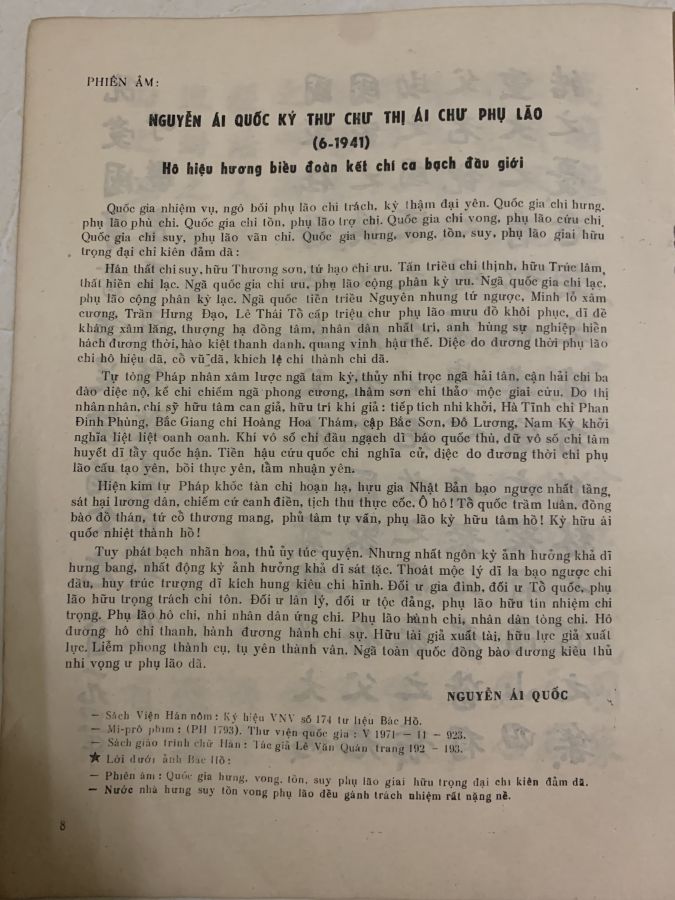 PHIÊN ÂM:
NGUYỄN ÁI QUỐC KÝ THƯ CHƯ THỊ ÁI CHƯ PHỤ LÃO
(6-1941)
Hô hiệu hương biểu đoàn kết chí ca bạch đầu giới
Quốc gia nhiệm vụ, ngô bối phụ lão chi trách, kỳ thậm đại yên. Quốc gia chi hưng,
phụ lão phù chi. Quốc gia chi tồn, phụ lão trợ chi. Quốc gia chi vong, phụ lão cứu chi.
Quốc gia chi suy, phụ lão vãn chi. Quốc gia hưng, vong, tồn, suy, phụ lão giai hữu
trọng đại chi kiên đảm dã:
Hán thất chi suy, hữu Thương sơn, tứ hạo chi ưu. Tấn triều chi thịnh, hữu Trúc lâm,
thất hiền chi lạc. Ngã quốc gia chi ưu, phụ lão cộng phân kỳ ưu. Ngã quốc gia chi lạc,
phụ lão cộng phân kỳ lạc. Ngã quốc tiền triều Nguyên nhung tứ ngược, Minh lỗ xâm
cương, Trần Hưng Đạo, Lê Thái Tổ cấp triệu chư phụ lão mưu đồ khôi phục, dĩ đề
kháng xâm lăng, thượng hạ đồng tâm, nhân dân nhất trí, anh hùng sự nghiệp hiển
hách đương thời, hào kiệt thanh danh, quang vinh hậu thế. Diệc do đương thời phụ lão
chi hô hiệu dã, cổ vũ dã, khích lệ chi thành chi dã.
Tự tòng Pháp nhân xâm lược ngã tam kỳ, thủy nhi trọc ngã hải tân, cận hải chi ba
đào diệc nộ, kế chi chiếm ngã phong cương, thâm sơn chi thảo mộc giai cừu. Do thị
nhân nhân, chí sỹ hữu tâm can giả, hữu trí khí giả: tiếp tích nhi khởi, Hà Tĩnh chi Phan
Đình Phùng, Bắc Giang chi Hoàng Hoa Thám, cập Bắc Sơn, Đô Lương, Nam Kỳ khởi
nghĩa liệt liệt oanh oanh. Khi vô số chi đầu ngạch dĩ báo quốc thù, dữ vô số chi tâm
huyết dĩ tẩy quốc hận. Tiền hậu cứu quốc chi nghĩa cử, diệc do đương thời chi phụ
lão cấu tạo yên, bồi thực yên, tầm nhuận yên.
Hiện kim tự Pháp khốc tàn chi hoạn hạ, hựu gia Nhật Bản bạo ngược nhất tầng,
sát hại lương dân, chiếm cứ canh điền, tịch thu thực cốc. Ô hô! Tổ quốc trầm luân, đồng
bào đồ thán, tứ cố thương mang, phủ tâm tự vấn, phụ lão kỳ hữu tâm hồ! Kỳ hữu ái
quốc nhiệt thành hồ!
Tuy phát bạch nhãn hoa, thủ ủy túc quyện. Nhưng nhất ngôn kỳ ảnh hưởng khả dĩ
hưng bang, nhất động kỳ ảnh hưởng khả dĩ sát tặc. Thoát mộc lý dĩ la bạo ngược chi
đầu, huy trúc trượng dĩ kích hung kiêu chi hình. Đối ư gia đình, đối ư Tổ quốc, phụ
lão hữu trọng trách chi tôn. Đối ư lân lý, đối ư tộc đảng, phụ lão hữu tín nhiệm chi
trọng. Phụ lão hô chi, nhi nhân dân ứng chi. Phụ lão hành chi, nhân dân tòng chi. Hô
đương hô chi thanh, hành đương hành chi sự. Hữu tài giả xuất tài, hữu lực giả xuất
lực. Liễm phong thành cụ, tụ yên thành vân. Ngã toàn quốc đồng bào đương kiêu thủ
nhi vọng ư phụ lão dã.
NGUYỄN ÁI QUỐC
— Sách Viện Hán nôm: Ký hiệu VNV số 174 tư liệu Bác Hồ.
— Mi-prô phim: (PH 1793). Thư viện quốc gia: V 1971 — II — 923.
— Sách giáo trình chữ Hán: Tác giả Lê Văn Quán trang 192 — 193.
★ Lời dưới ảnh Bác Hồ:
— Phiên âm: Quốc gia hưng, vong, tồn, suy phụ lão giai hữu trọng đại chi kiên đảm dã.
— Nước nhà hưng suy tồn vong phụ lão đều gánh trách nhiệm rất nặng nề.
8